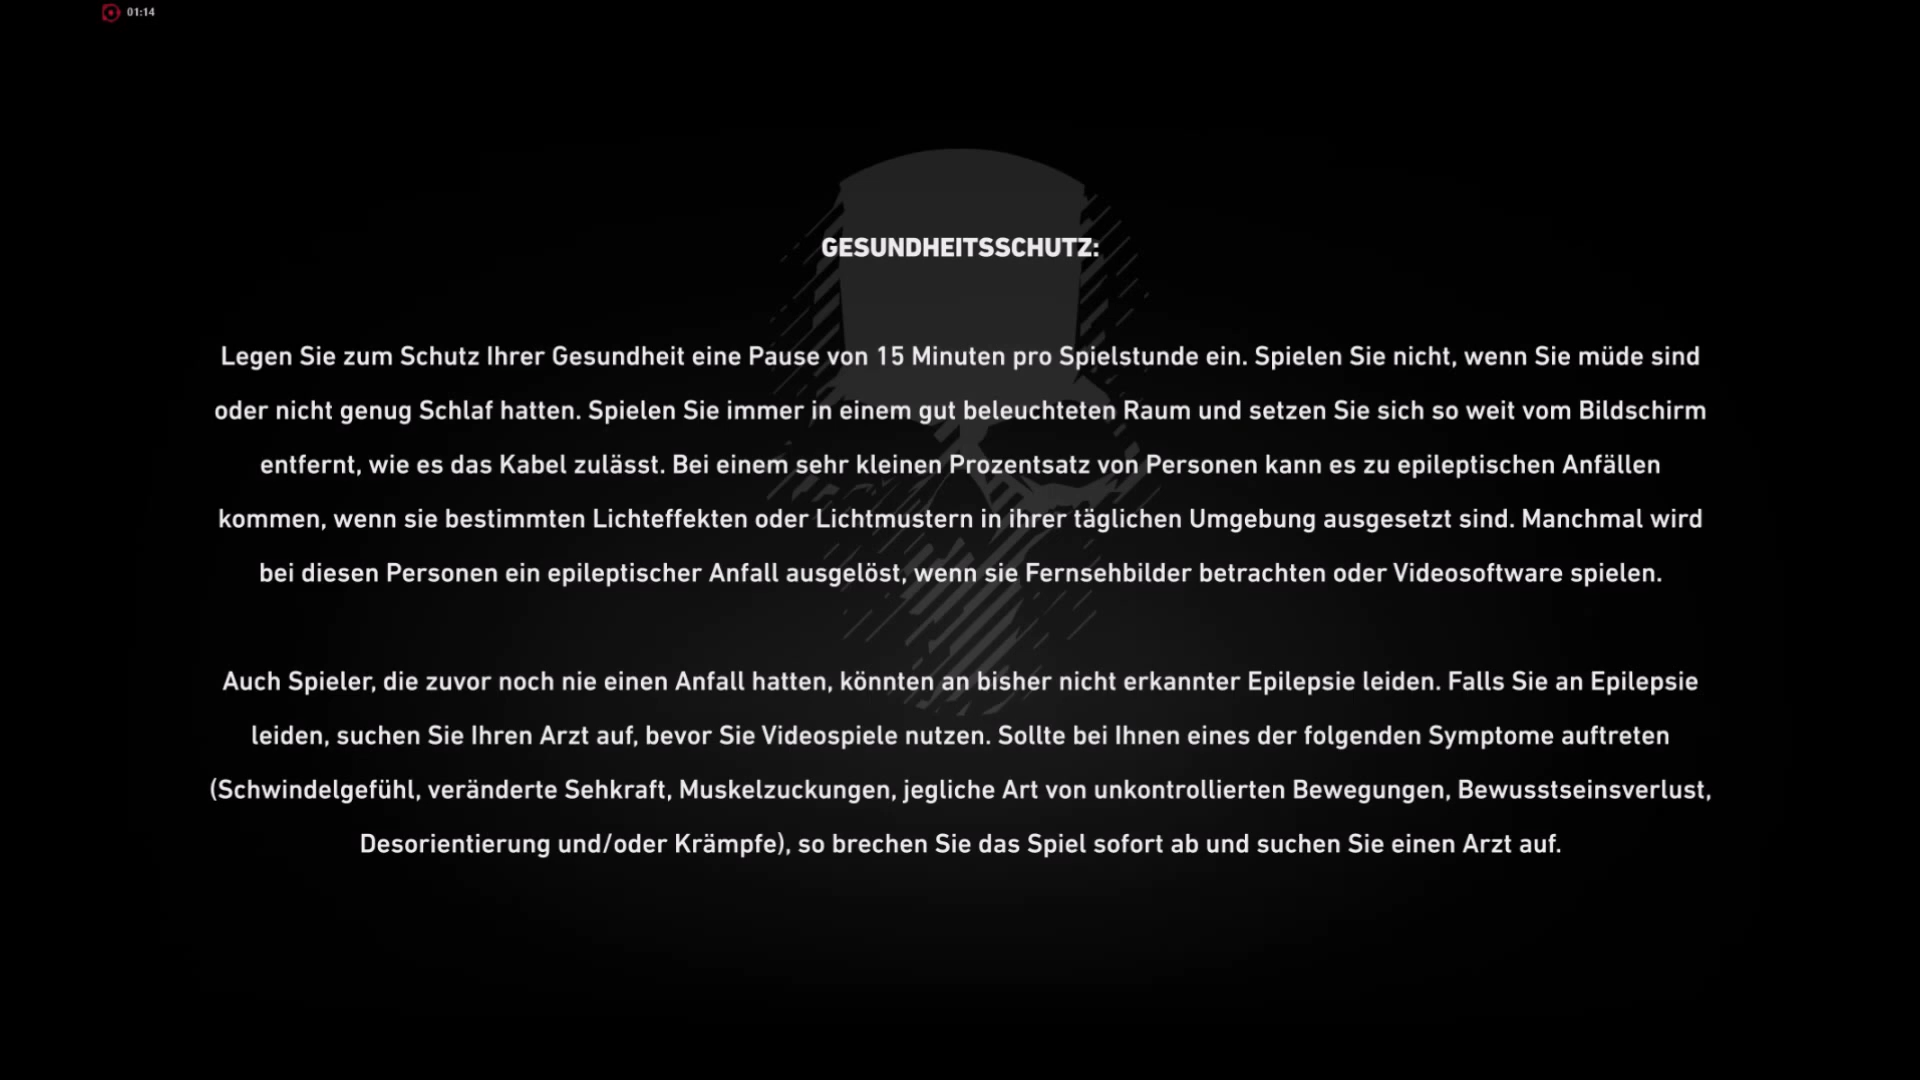 01:14
GESUNDHEITSSCHUTZ:
Legen Sie zum Schutz Ihrer Gesundheit eine Pause von 15 Minuten pro Spielstunde ein. Spielen Sie nicht, wenn Sie müde sind
oder nicht genug Schlaf hatten. Spielen Sie immer in einem gut beleuchteten Raum und setzen Sie sich so weit vom Bildschirm
entfernt, wie es das Kabel zulässt. Bei einem sehr kleinen Prozentsatz von Personen kann es zu epileptischen Anfällen
kommen, wenn sie bestimmten Lichteffekten oder Lichtmustern in ihrer täglichen Umgebung ausgesetzt sind. Manchmal wird
bei diesen Personen ein epileptischer Anfall ausgelöst, wenn sie Fernsehbilder betrachten oder Videosoftware spielen.
Auch Spieler, die zuvor noch nie einen Anfall hatten, könnten an bisher nicht erkannter Epilepsie leiden. Falls Sie an Epilepsie
leiden, suchen Sie Ihren Arzt auf, bevor Sie Videospiele nutzen. Sollte bei Ihnen eines der folgenden Symptome auftreten
(Schwindelgefühl, veränderte Sehkraft, Muskelzuckungen, jegliche Art von unkontrollierten Bewegungen, Bewusstseinsverlust,
Desorientierung und/oder Krämpfe), so brechen Sie das Spiel sofort ab und suchen Sie einen Arzt auf.